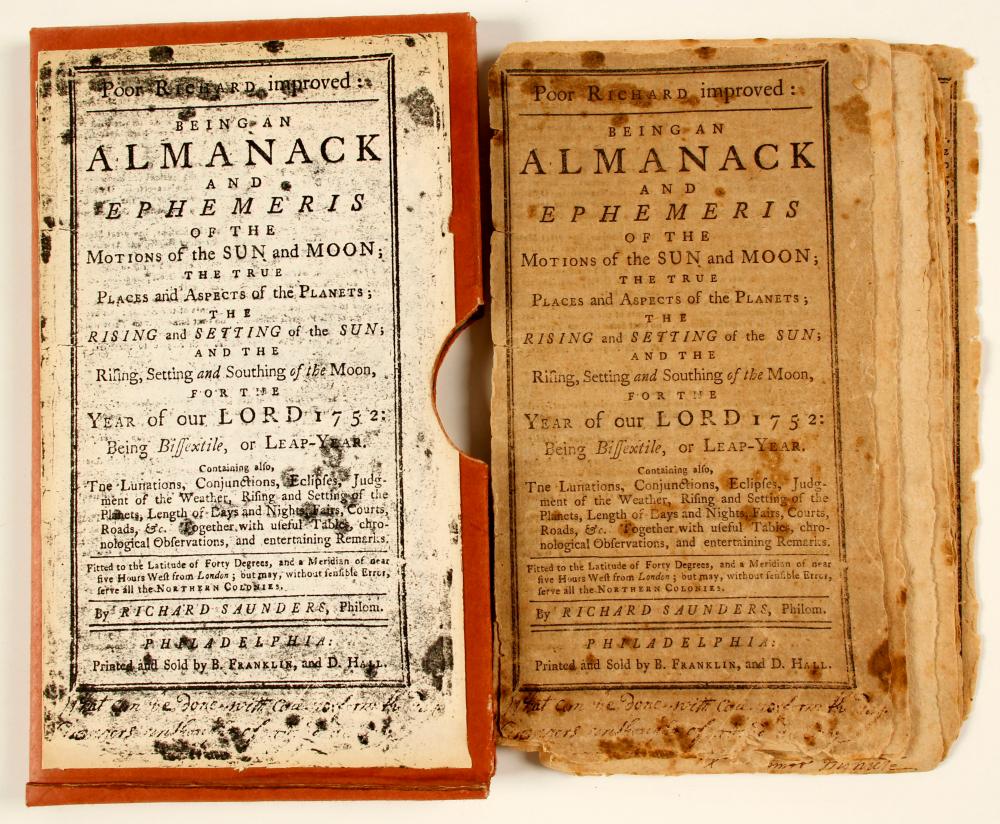 Poor RICHARD improved:
BEING AN
ALMANACK
AND
EPHEMERIS
OF THE
MOTIONS of the SUN and MOON;
THE TRUE
PLACES and ASPECTS of the PLANETS;
THE
RISING and SETTING of the SUN;
AND THE
Riſing, Setting and Southing of the Moon,
FOR THE
YEAR of our LORD 1752:
Being Biſſextile, or LEAP-YEAR.
Containing alſo,
Tne Lunations, Conjunctions, Eclipſes, Judg-
ment of the Weather, Riſing and Setting of the
Planets, Length of Days and Nights, Fairs, Courts,
Roads, &c. Together with uſeful Tables, chro-
nological Obſervations, and entertaining Remarks.
Fitted to the Latitude of Forty Degrees, and a Meridian of near
five Hours Weſt from London; but may, without ſenſible Error,
ſerve all the NORTHERN COLONIES.
By RICHARD SAUNDERS, Philom.
PHILADELPHIA:
Printed and Sold by B. FRANKLIN, and D. HALL.
can be done with
of
Poor RICHARD improved:
BEING AN
ALMANACK
AND
EPHEMERIS
OF THE
MOTIONS of the SUN and MOON;
THE TRUE
PLACES and ASPECTS of the PLANETS;
THE
RISING and SETTING of the SUN;
AND THE
Riſing, Setting and Southing of the Moon,
FOR THE
YEAR of our LORD 1752:
Being Biſſextile, or LEAP-YEAR.
Containing alſo,
Tne Lunations, Conjunctions, Eclipſes, Judg-
ment of the Weather, Riſing and Setting of the
Planets, Length of Days and Nights, Fairs, Courts,
Roads, &c. Together with uſeful Tables, chro-
nological Obſervations, and entertaining Remarks.
Fitted to the Latitude of Forty Degrees, and a Meridian of near
five Hours Weſt from London; but may, without ſenſible Error,
ſerve all the NORTHERN COLONIES.
By RICHARD SAUNDERS, Philom.
PHILADELPHIA:
Printed and Sold by B. FRANKLIN, and D. HALL.
can be done with
of